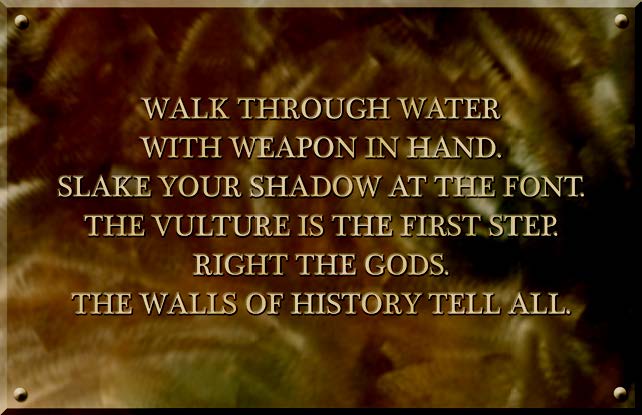 WALK THROUGH WATER
WITH WEAPON IN HAND.
SLAKE YOUR SHADOW AT THE FONT.
THE VULTURE IS THE FIRST STEP.
RIGHT THE GODS.
THE WALLS OF HISTORY TELL ALL.